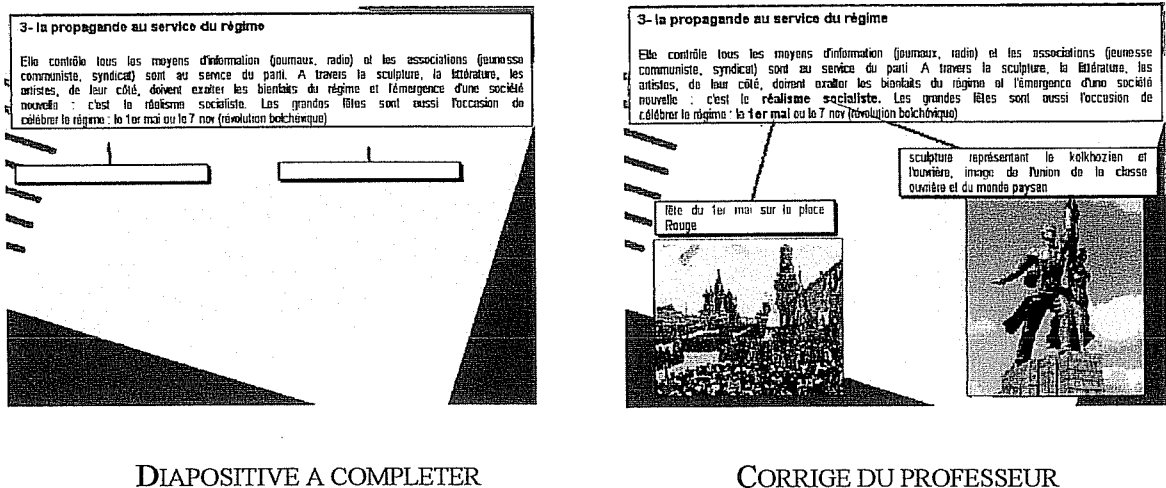 3- la propagande au service du régime
Elle contrôle tous les moyens d'information (journaux, radio) et les associations (jeunesse
communiste, syndicat) sont au service du parti. A travers la sculpture, la littérature, les
artistes, de leur côté, doivent exalter les bienfaits du régime et l'émergence d'une société
nouvelle : c'est le réalisme socialiste. Les grandes fêtes sont aussi l'occasion de
célébrer le régime : le 1er mai ou le 7 nov (révolution bolchévique)
DIAPOSITIVE A COMPLETER
3- la propagande au service du régime
Elle contrôle tous les moyens d'information (journaux, radio) et les associations (jeunesse
communiste, syndicat) sont au service du parti A travers la sculpture, la littérature, les
artistes, de leur côté, doivent exalter les bienfaits du régime et l'émergence d'une société
nouvelle : c'est le réalisme socialiste. Les grandes fêtes sont aussi l'occasion de
célébrer le régime : le 1er mai ou le 7 nov (révolution bolchévique)
sculpture représentant le kolkhozien et
l'ouvrière, image de l'union de la classe
ouvrière et du monde paysan
fête du 1er mai sur la place
Rouge
CORRIGE DU PROFESSEUR